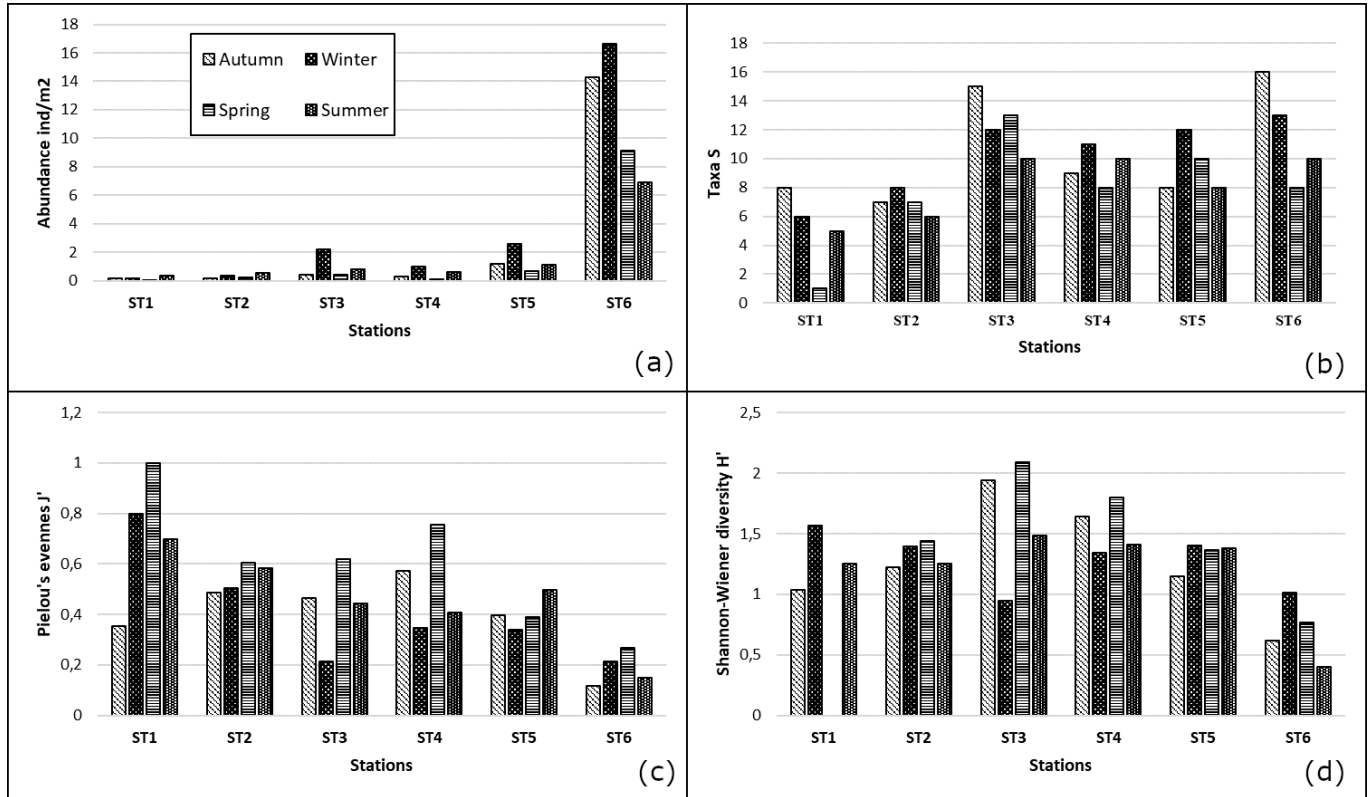 18
16
14
12
10
8
6
4
2
0
Abundance ind/m2
Autumn Winter
Spring Summer
ST1 ST2 ST3 ST4 ST5 ST6
Stations
(a)
18
16
14
12
10
8
6
4
2
0
Taxa S
ST1 ST2 ST3 ST4 ST5 ST6
Stations
(b)
1,2
1
0,8
0,6
0,4
0,2
0
Pielou's evennes J'
ST1 ST2 ST3 ST4 ST5 ST6
Stations
(c)
2,5
2
1,5
1
0,5
0
Shannon-Wiener diversity H'
ST1 ST2 ST3 ST4 ST5 ST6
Stations
(d)